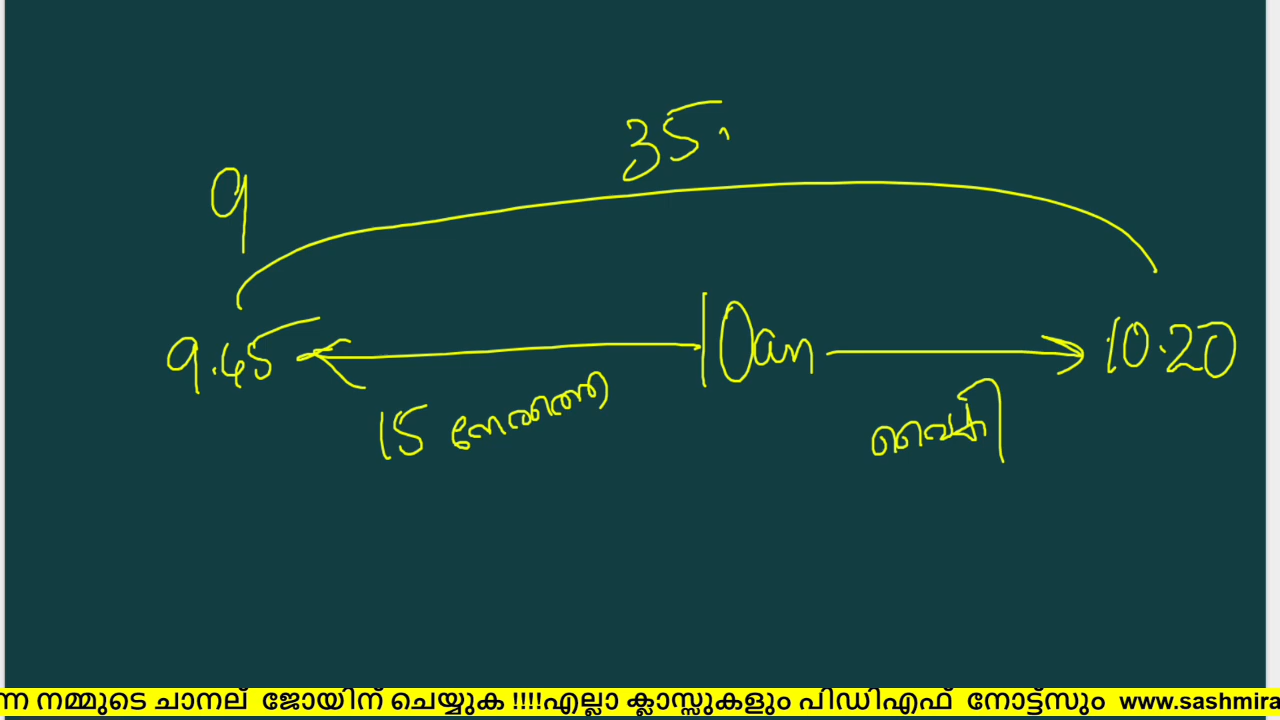 35
9
9.45 10am 10.20
15 നേരത്തെ വൈകി
ന്ന നമ്മുടെ ചാനല് ജോയിന് ചെയ്യുക !!!!എല്ലാ ക്ലാസ്സുകളും പിഡിഎഫ് നോട്ട്സും www.sashmira